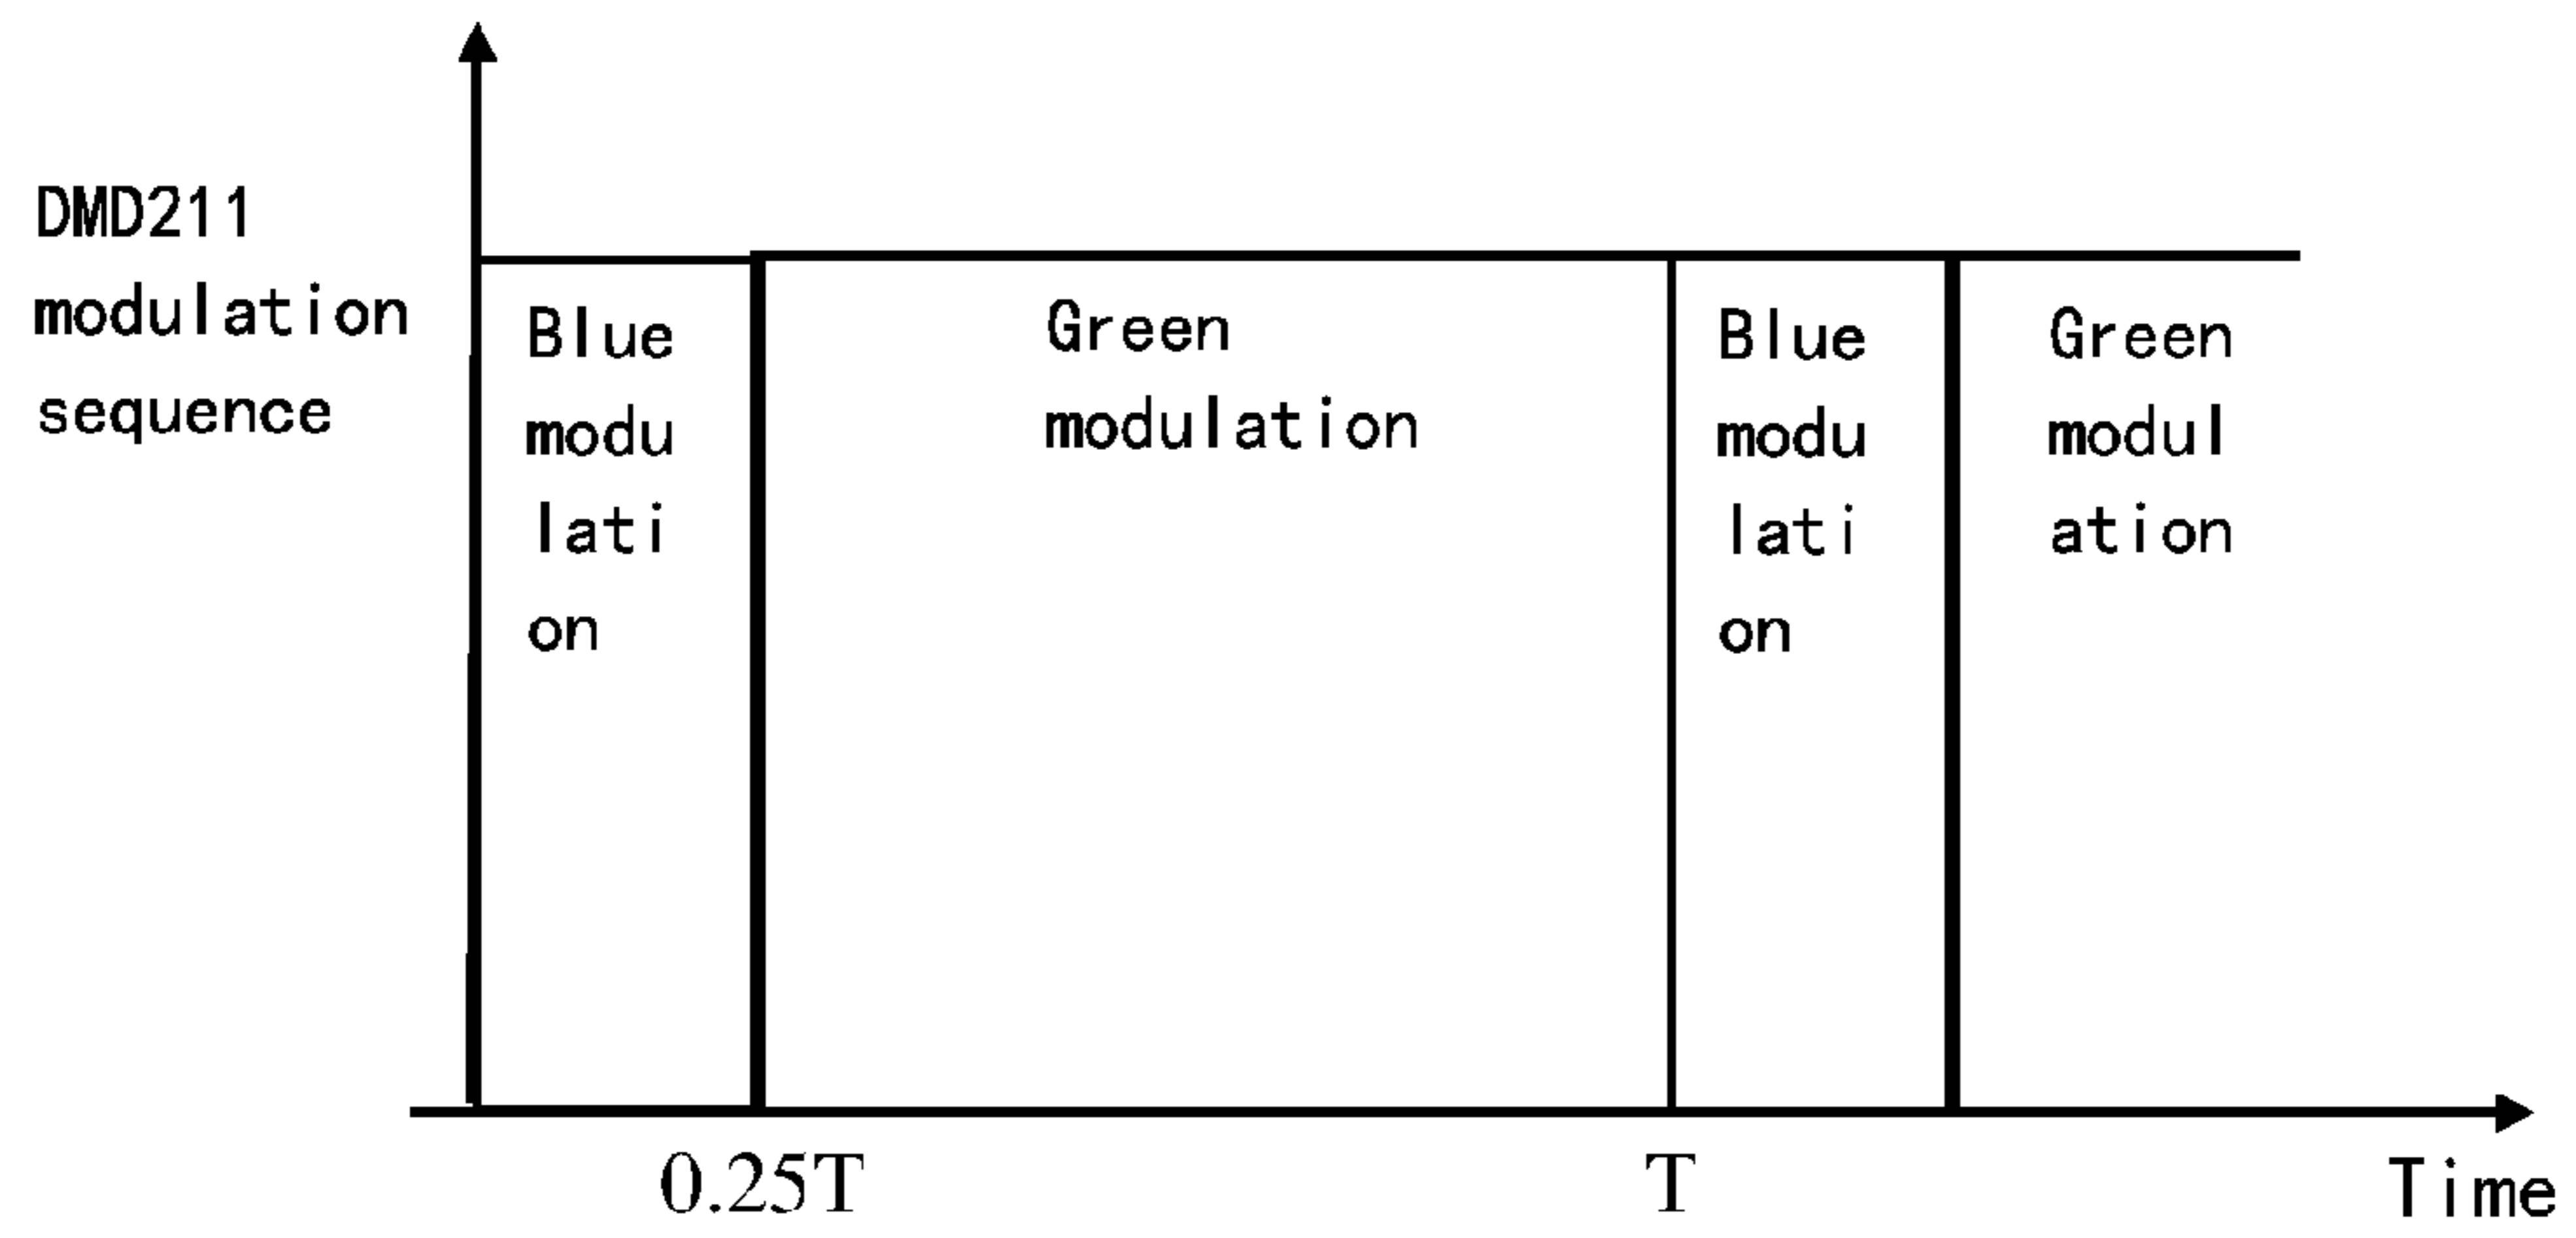 DMD211
modulation
sequence
Blue
modu
lati
on
Green
modulation
Blue
modu
lati
on
Green
modul
ation
0.25T
T
Time